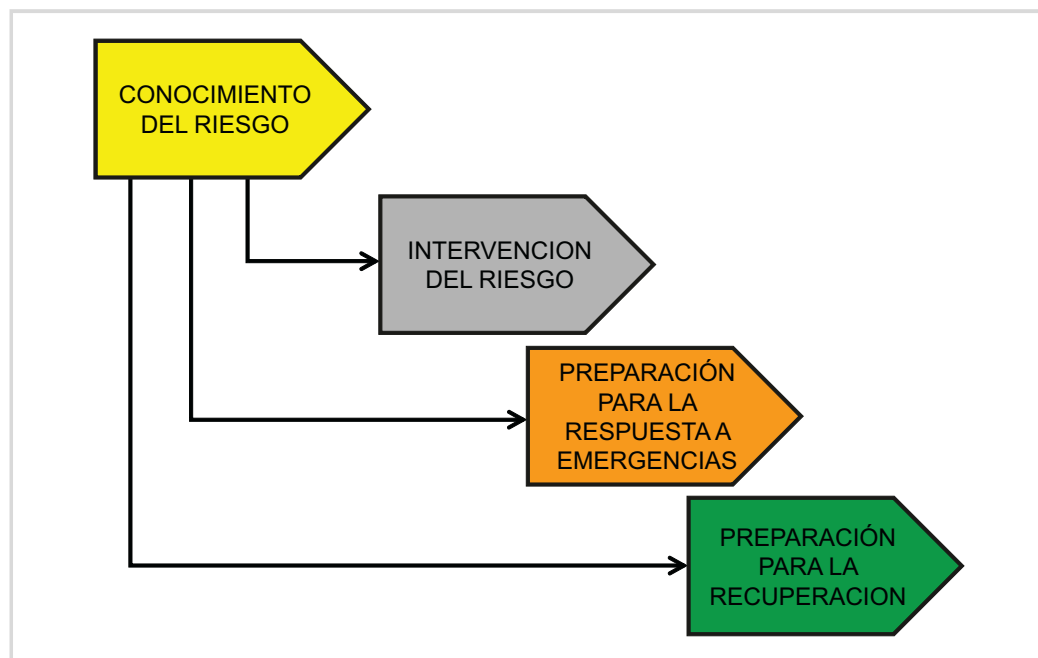 CONOCIMIENTO
DEL RIESGO
INTERVENCION
DEL RIESGO
PREPARACIÓN
PARA LA
RESPUESTA A
EMERGENCIAS
PREPARACIÓN
PARA LA
RECUPERACION